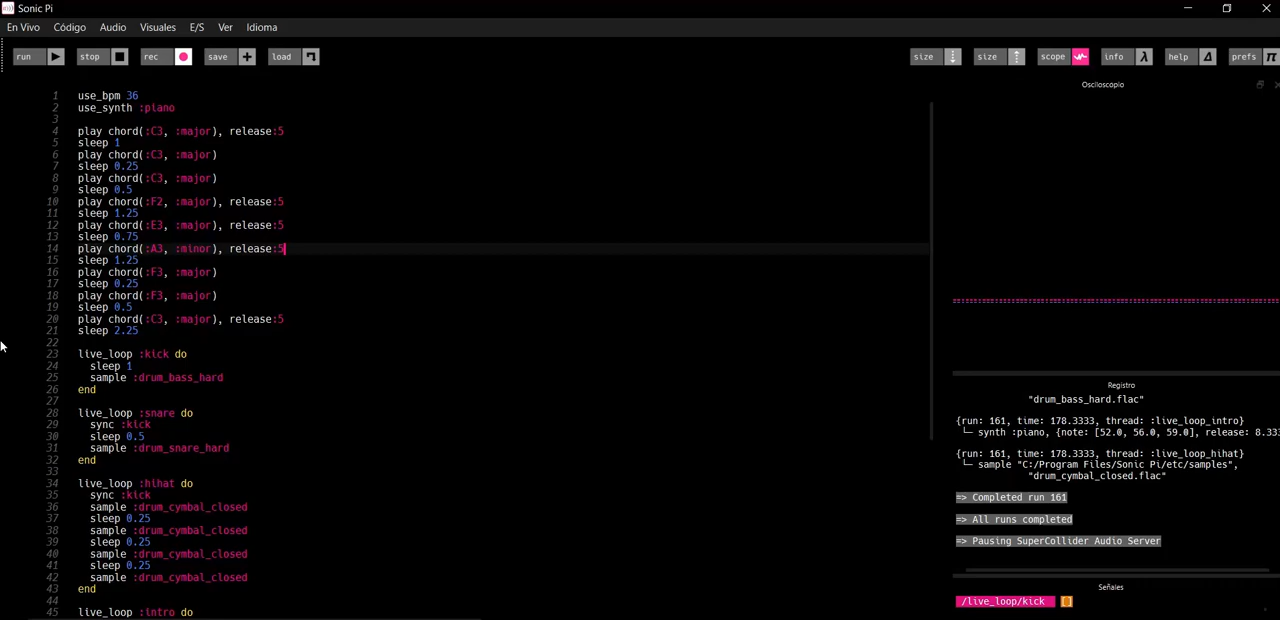 Sonic Pi
En Vivo Código Audio Visuales E/S Ver Idioma
run stop rec save load size size scope info help prefs
Osciloscopio
1 use_bpm 36
2 use_synth :piano
3
4 play chord(:C3, :major), release:5
5 sleep 1
6 play chord(:C3, :major)
7 sleep 0.25
8 play chord(:C3, :major)
9 sleep 0.5
10 play chord(:F2, :major), release:5
11 sleep 1.25
12 play chord(:E3, :major), release:5
13 sleep 0.75
14 play chord(:A3, :minor), release:5
15 sleep 1.25
16 play chord(:F3, :major)
17 sleep 0.25
18 play chord(:F3, :major)
19 sleep 0.5
20 play chord(:C3, :major), release:5
21 sleep 2.25
22
23 live_loop :kick do
24 sleep 1
25 sample :drum_bass_hard
26 end
27
28 live_loop :snare do
29 sync :kick
30 sleep 0.5
31 sample :drum_snare_hard
32 end
33
34 live_loop :hihat do
35 sync :kick
36 sample :drum_cymbal_closed
37 sleep 0.25
38 sample :drum_cymbal_closed
39 sleep 0.25
40 sample :drum_cymbal_closed
41 sleep 0.25
42 sample :drum_cymbal_closed
43 end
44
45 live_loop :intro do
Registro
"drum_bass_hard.flac"
{run: 161, time: 178.3333, thread: :live_loop_intro}
└─ synth :piano, {note: [52.0, 56.0, 59.0], release: 8.333
{run: 161, time: 178.3333, thread: :live_loop_hihat}
└─ sample "C:/Program Files/Sonic Pi/etc/samples",
"drum_cymbal_closed.flac"
=> Completed run 161
=> All runs completed
=> Pausing SuperCollider Audio Server
Señales
/live_loop/kick []